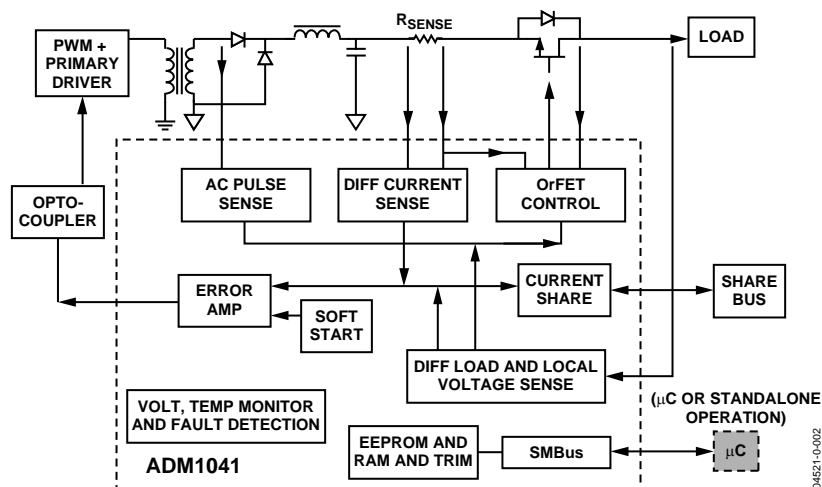 R_SENSE
PWM +
PRIMARY
DRIVER
LOAD
AC PULSE
SENSE
DIFF CURRENT
SENSE
OrFET
CONTROL
OPTO-
COUPLER
ERROR
AMP
SOFT
START
CURRENT
SHARE
SHARE
BUS
DIFF LOAD AND LOCAL
VOLTAGE SENSE
VOLT, TEMP MONITOR
AND FAULT DETECTION
(μC OR STANDALONE
OPERATION)
EEPROM AND
RAM AND TRIM
SMBus
μC
ADM1041
04521-0-002